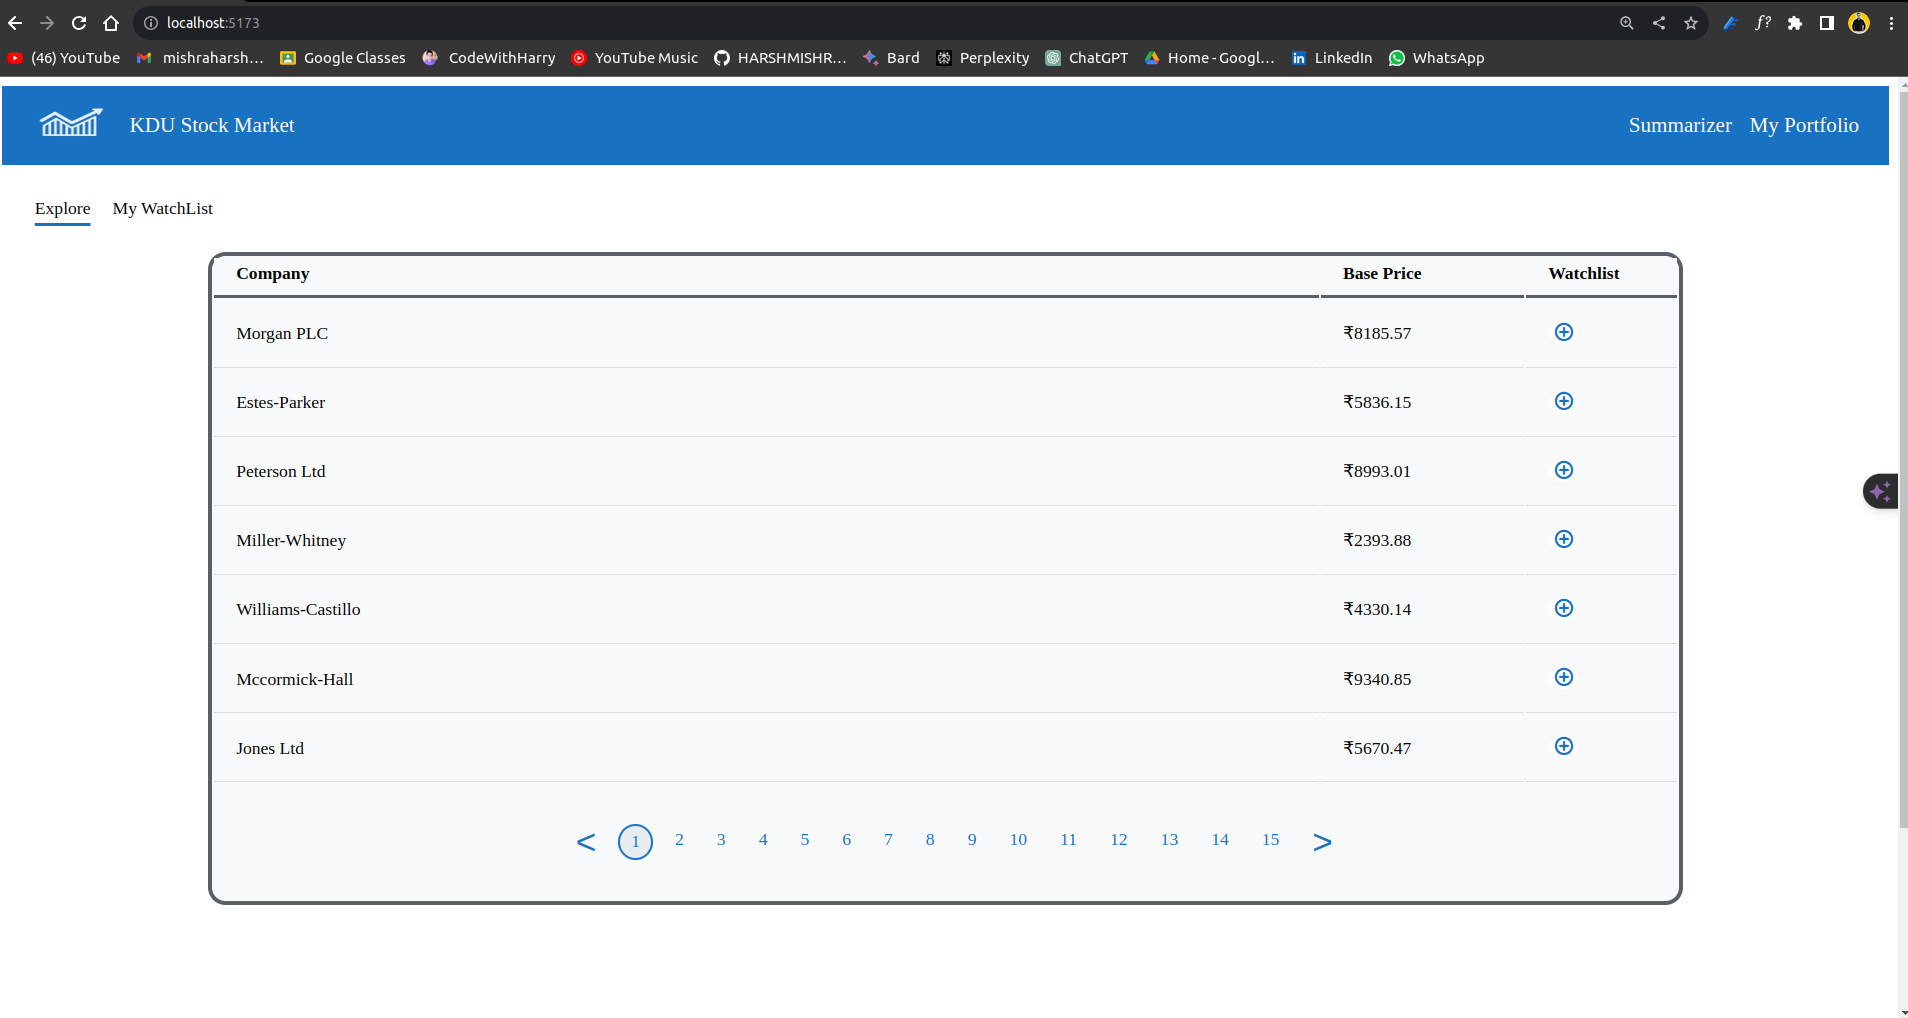 localhost:5173
(46) YouTube mishraharsh... Google Classes CodeWithHarry YouTube Music HARSHMISHR... Bard Perplexity ChatGPT Home - Googl... LinkedIn WhatsApp
KDU Stock Market Summarizer My Portfolio
Explore My WatchList
Company Base Price Watchlist
Morgan PLC ₹8185.57
Estes-Parker ₹5836.15
Peterson Ltd ₹8993.01
Miller-Whitney ₹2393.88
Williams-Castillo ₹4330.14
Mccormick-Hall ₹9340.85
Jones Ltd ₹5670.47
< 1 2 3 4 5 6 7 8 9 10 11 12 13 14 15 >